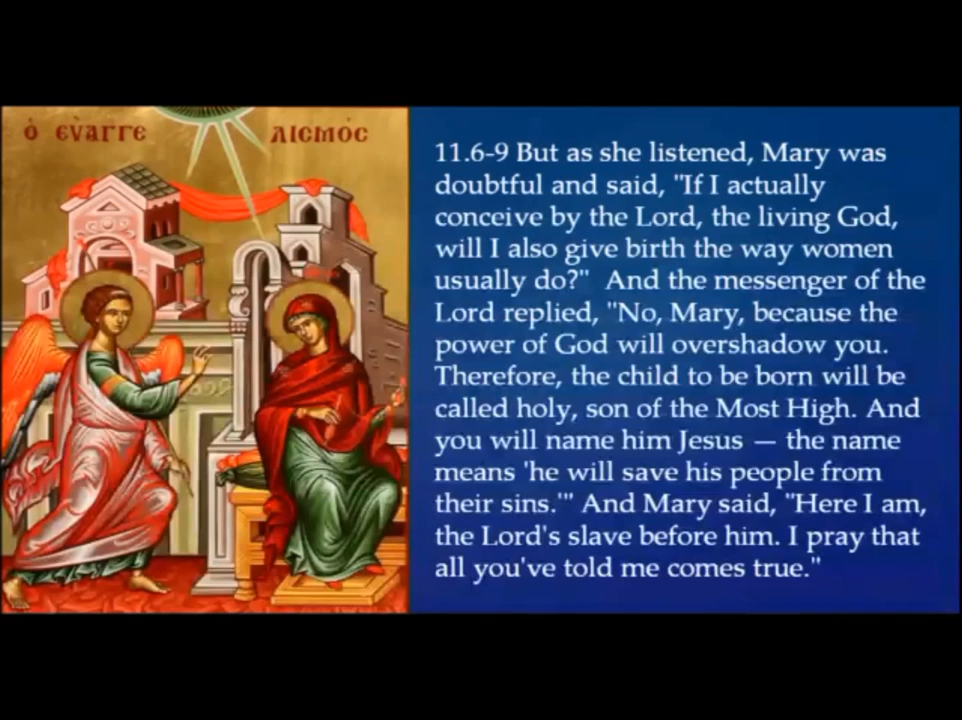 ὁ εὐαγγε λισμός
11.6-9 But as she listened, Mary was
doubtful and said, "If I actually
conceive by the Lord, the living God,
will I also give birth the way women
usually do?" And the messenger of the
Lord replied, "No, Mary, because the
power of God will overshadow you.
Therefore, the child to be born will be
called holy, son of the Most High. And
you will name him Jesus — the name
means 'he will save his people from
their sins.'" And Mary said, "Here I am,
the Lord's slave before him. I pray that
all you've told me comes true."